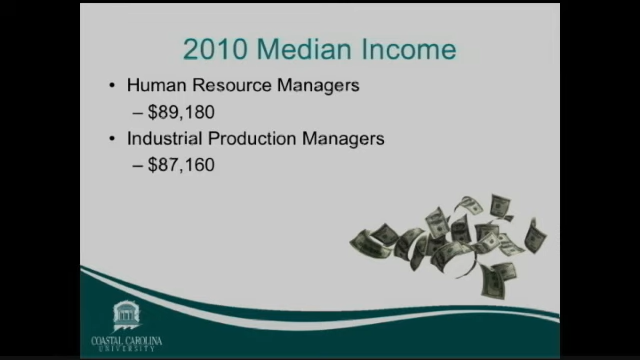 2010 Median Income
• Human Resource Managers
– $89,180
• Industrial Production Managers
– $87,160
COASTAL CAROLINA
UNIVERSITY